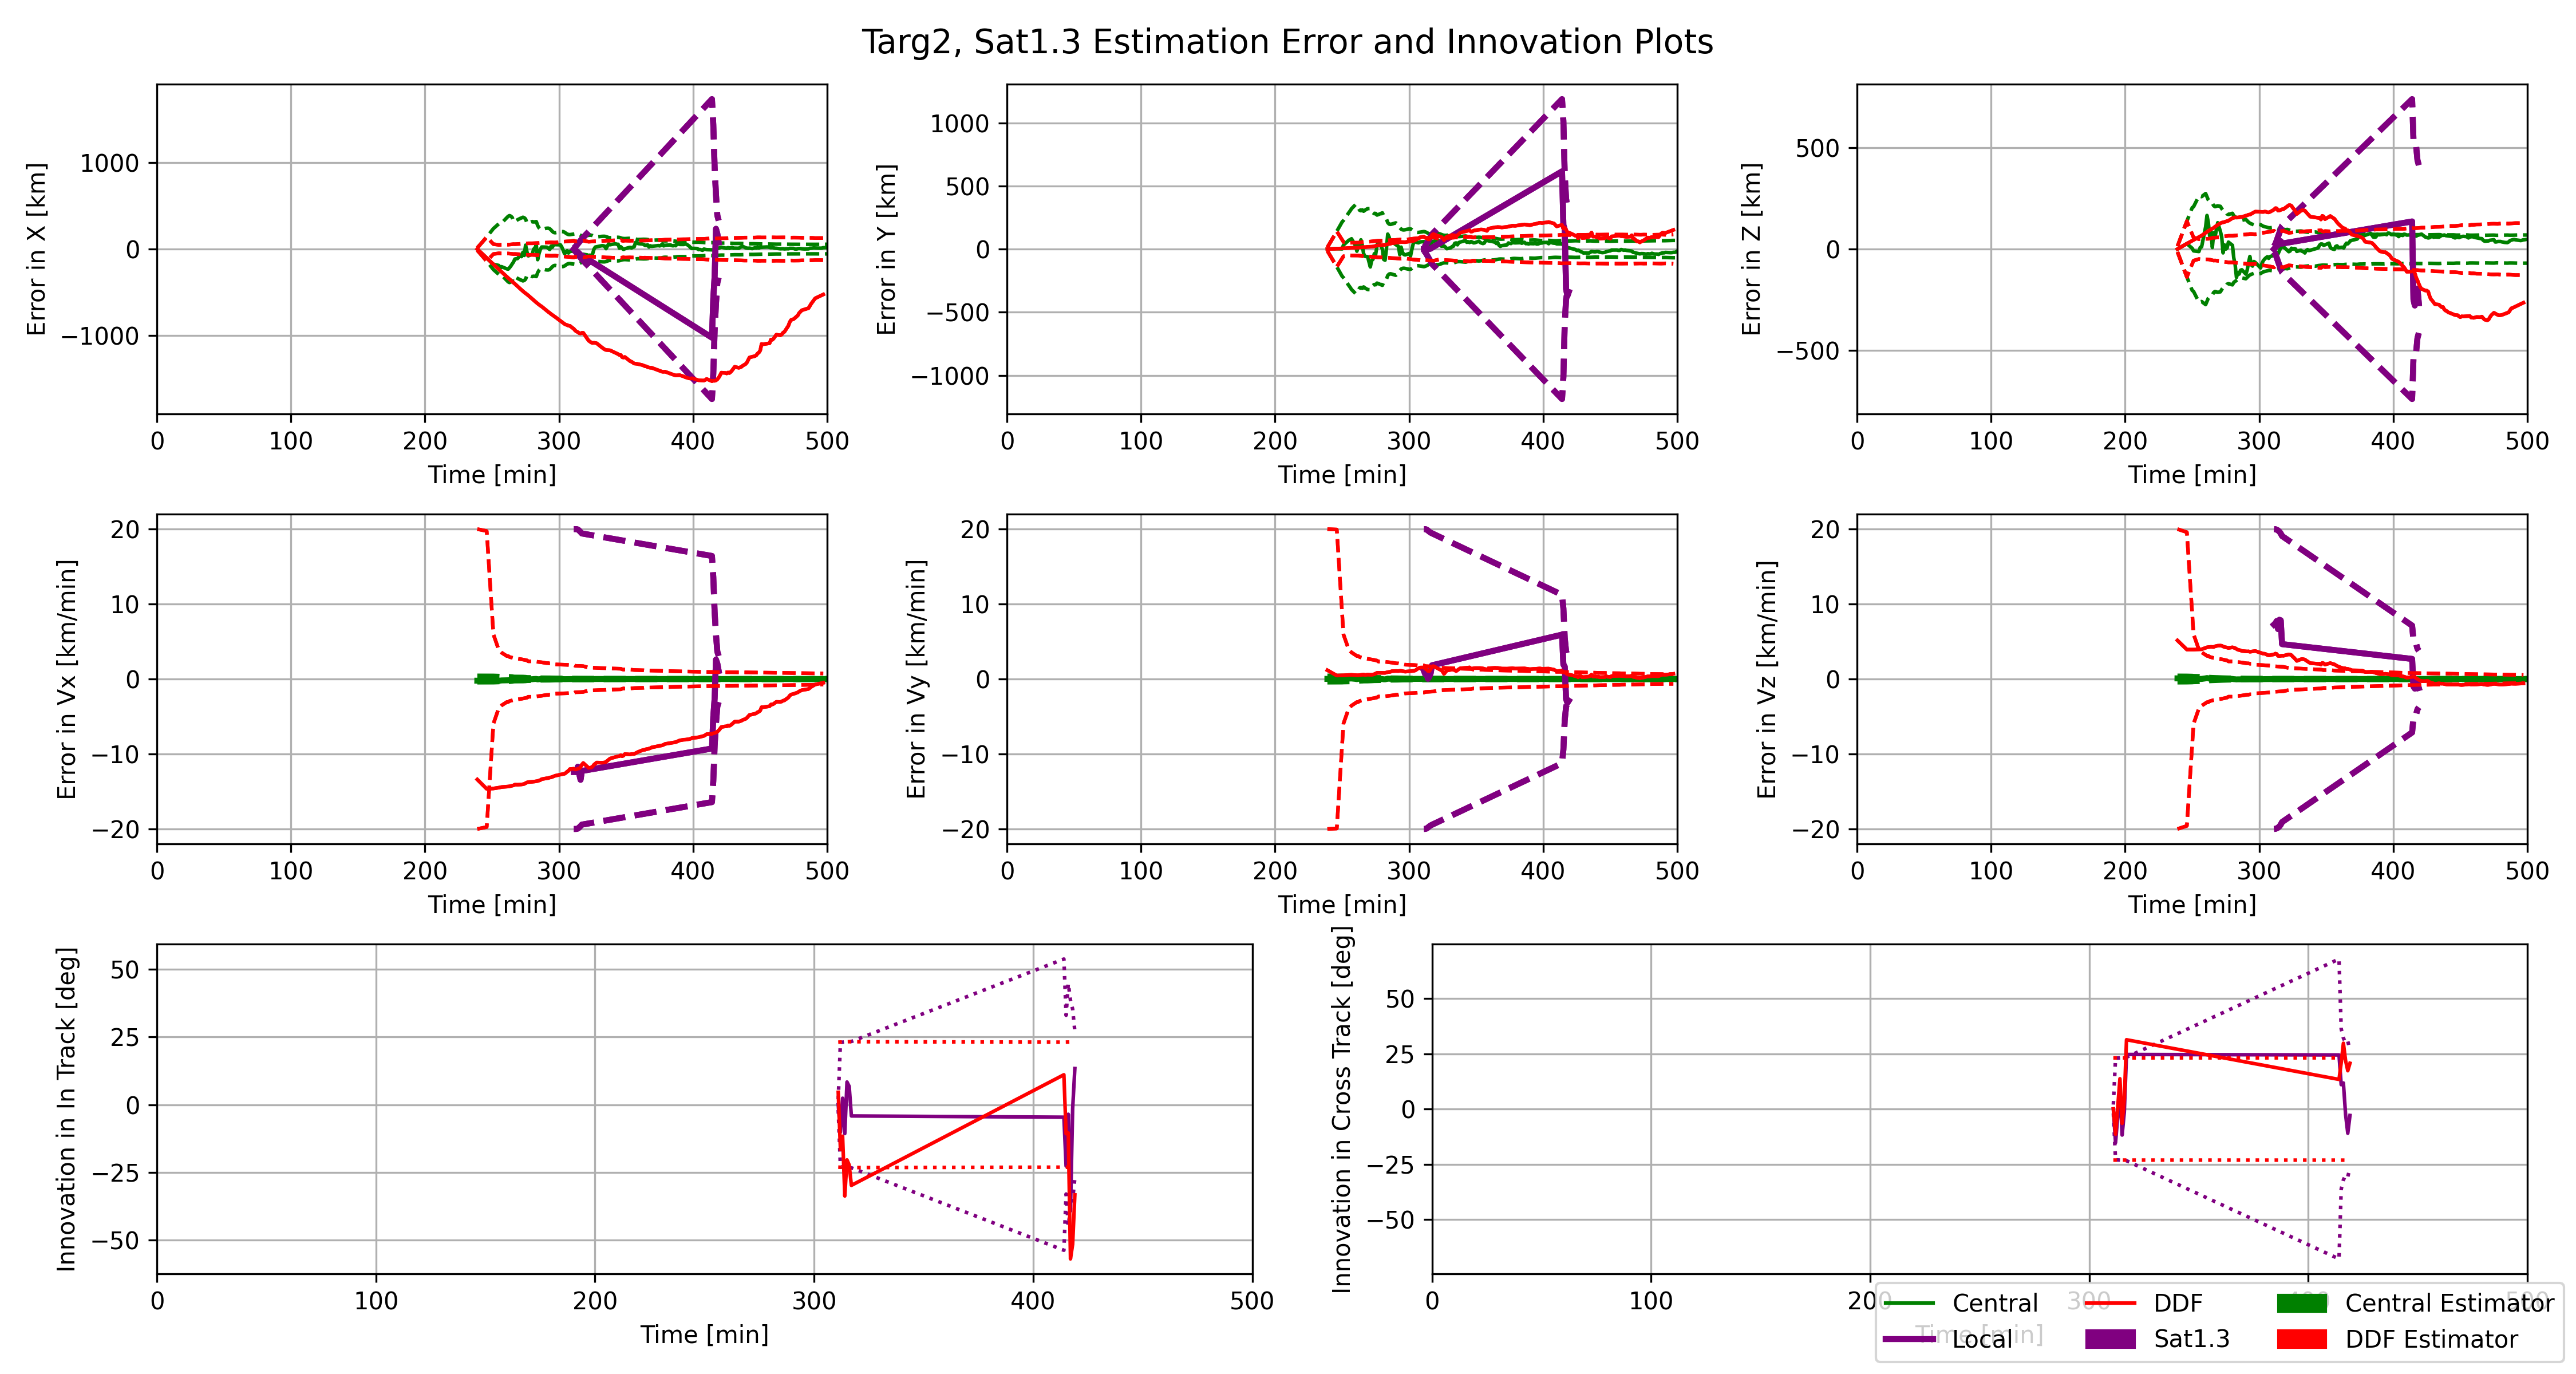 Targ2, Sat1.3 Estimation Error and Innovation Plots
Error in X [km]
1000
0
−1000
0 100 200 300 400 500
Time [min]
Error in Y [km]
1000
500
0
−500
−1000
0 100 200 300 400 500
Time [min]
Error in Z [km]
500
0
−500
0 100 200 300 400 500
Time [min]
Error in Vx [km/min]
20
10
0
−10
−20
0 100 200 300 400 500
Time [min]
Error in Vy [km/min]
20
10
0
−10
−20
0 100 200 300 400 500
Time [min]
Error in Vz [km/min]
20
10
0
−10
−20
0 100 200 300 400 500
Time [min]
Innovation in In Track [deg]
50
25
0
−25
−50
0 100 200 300 400 500
Time [min]
Innovation in Cross Track [deg]
50
25
0
−25
−50
0 100 200 300 400 500
Time [min]
Central DDF Central Estimator
Local Sat1.3 DDF Estimator